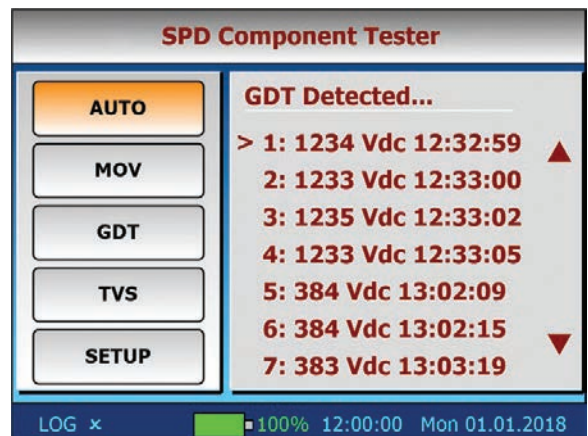 SPD Component Tester
AUTO
MOV
GDT
TVS
SETUP
GDT Detected...
> 1: 1234 Vdc 12:32:59
2: 1233 Vdc 12:33:00
3: 1235 Vdc 12:33:02
4: 1233 Vdc 12:33:05
5: 384 Vdc 13:02:09
6: 384 Vdc 13:02:15
7: 383 Vdc 13:03:19
LOG × 100% 12:00:00 Mon 01.01.2018